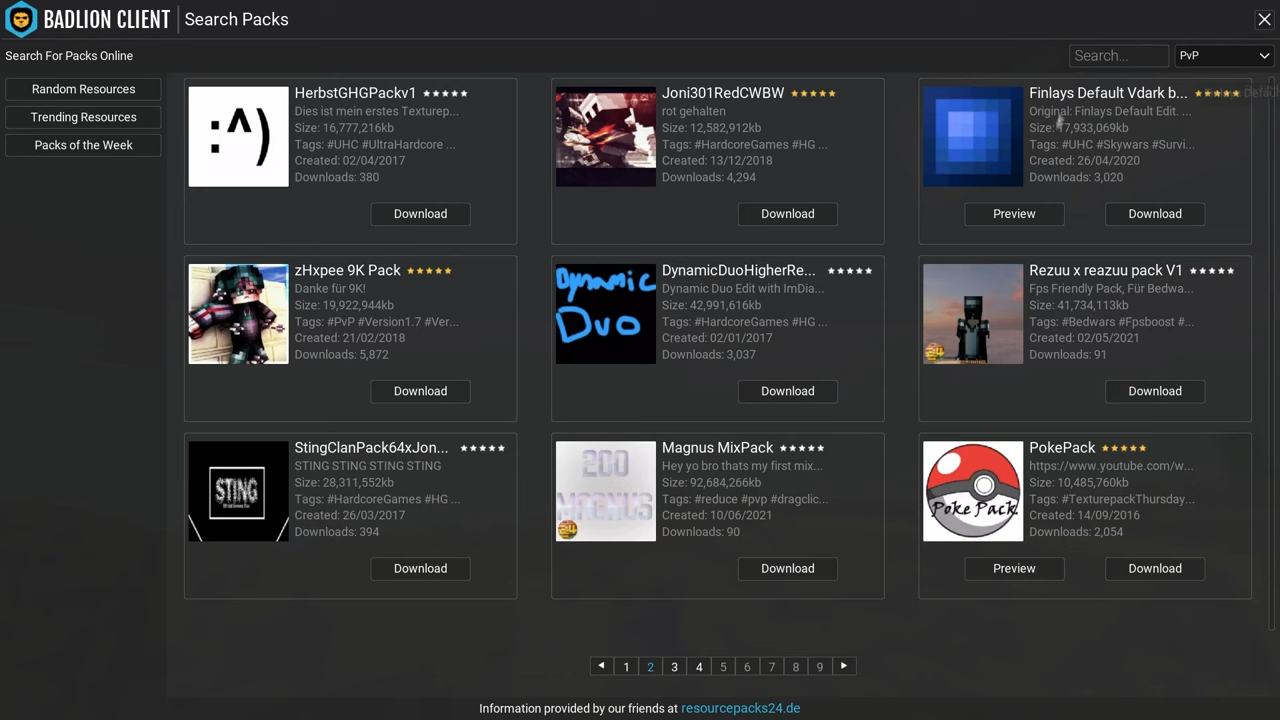 BADLION CLIENT
Search Packs
Search For Packs Online
Search...
PvP
Random Resources
Trending Resources
Packs of the Week
:^)
HerbstGHGPackv1
Dies ist mein erstes Texturep...
Size: 16,777,216kb
Tags: #UHC #UltraHardcore ...
Created: 02/04/2017
Downloads: 380
Download
Joni301RedCWBW
rot gehalten
Size: 12,582,912kb
Tags: #HardcoreGames #HG ...
Created: 13/12/2018
Downloads: 4,294
Download
Finlays Default Vdark b...
Original: Finlays Default Edit. ...
Size: 17,933,069kb
Tags: #UHC #Skywars #Survi...
Created: 26/04/2020
Downloads: 3,020
Preview
Download
zHxpee 9K Pack
Danke für 9K!
Size: 19,922,944kb
Tags: #PvP #Version1.7 #Ver...
Created: 21/02/2018
Downloads: 5,872
Download
Dynamic
Duo
DynamicDuoHigherRe...
Dynamic Duo Edit with ImDia...
Size: 42,991,616kb
Tags: #HardcoreGames #HG ...
Created: 02/01/2017
Downloads: 3,037
Download
24
Rezuu x reazuu pack V1
Fps Friendly Pack, Für Bedwa...
Size: 41,734,113kb
Tags: #Bedwars #Fpsboost #...
Created: 02/05/2021
Downloads: 91
Download
STING
StingClanPack64xJon...
STING STING STING STING
Size: 28,311,552kb
Tags: #HardcoreGames #HG ...
Created: 26/03/2017
Downloads: 394
Download
200
MAGNUS
24
Magnus MixPack
Hey yo bro thats my first mix...
Size: 92,684,266kb
Tags: #reduce #pvp #dragclic...
Created: 10/06/2021
Downloads: 90
Download
Poke Pack
PokePack
https://www.youtube.com/w...
Size: 10,485,760kb
Tags: #TexturepackThursday...
Created: 14/09/2016
Downloads: 2,054
Preview
Download
1 2 3 4 5 6 7 8 9
Information provided by our friends at resourcepacks24.de